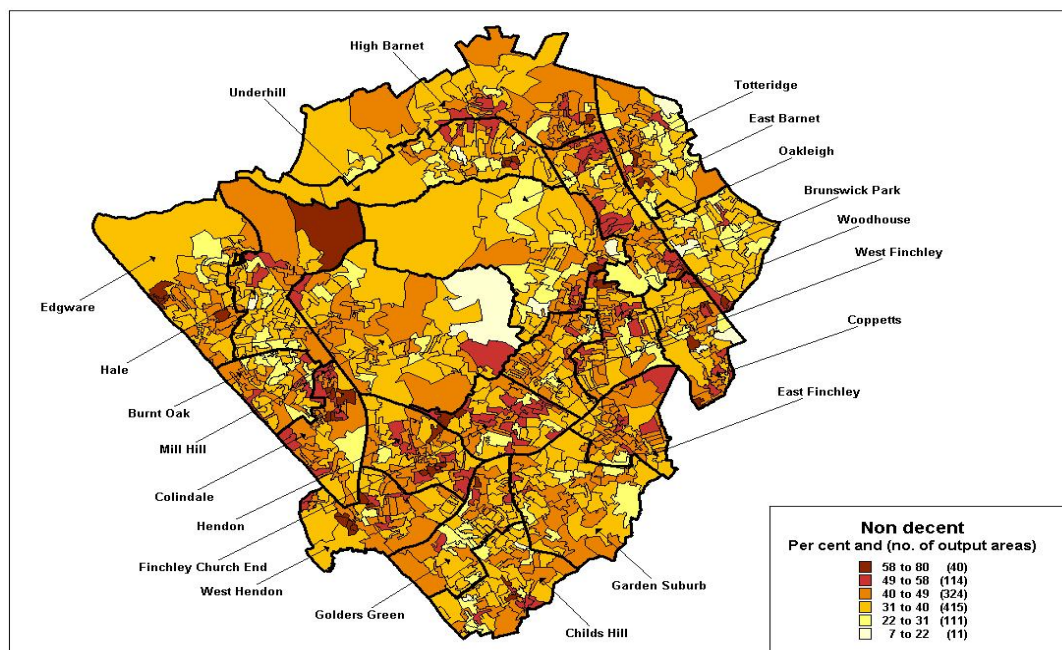 High Barnet
Underhill
Totteridge
East Barnet
Oakleigh
Brunswick Park
Woodhouse
West Finchley
Edgware
Coppetts
Hale
East Finchley
Burnt Oak
Mill Hill
Colindale
Hendon
Finchley Church End
West Hendon
Garden Suburb
Golders Green
Childs Hill
Non decent
Per cent and (no. of output areas)
58 to 80 (40)
49 to 58 (114)
40 to 49 (324)
31 to 40 (415)
22 to 31 (111)
7 to 22 (11)